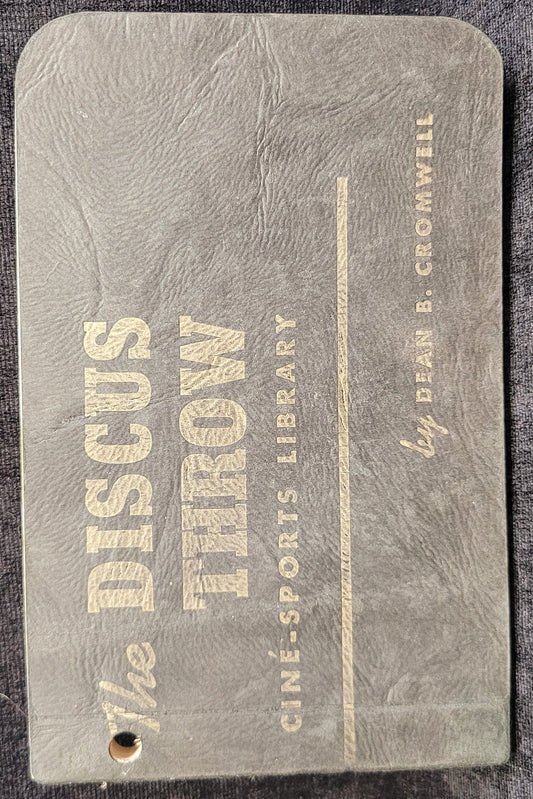 The DISCUS
THROW
CINÉ-SPORTS LIBRARY
by DEAN B. CROMWELL